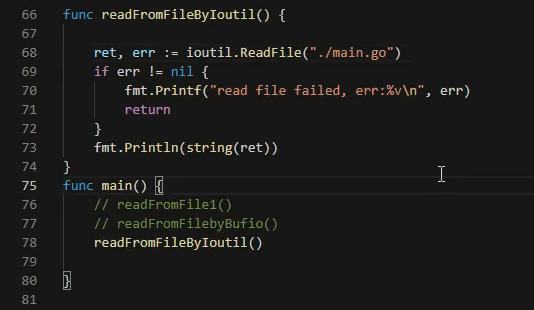 66 func readFromFileByIoutil() {
67
68     ret, err := ioutil.ReadFile("./main.go")
69     if err != nil {
70         fmt.Printf("read file failed, err:%v\n", err)
71         return
72     }
73     fmt.Println(string(ret))
74 }
75 func main() {
76     // readFromFile1()
77     // readFromFilebyBufio()
78     readFromFileByIoutil()
79
80 }
81